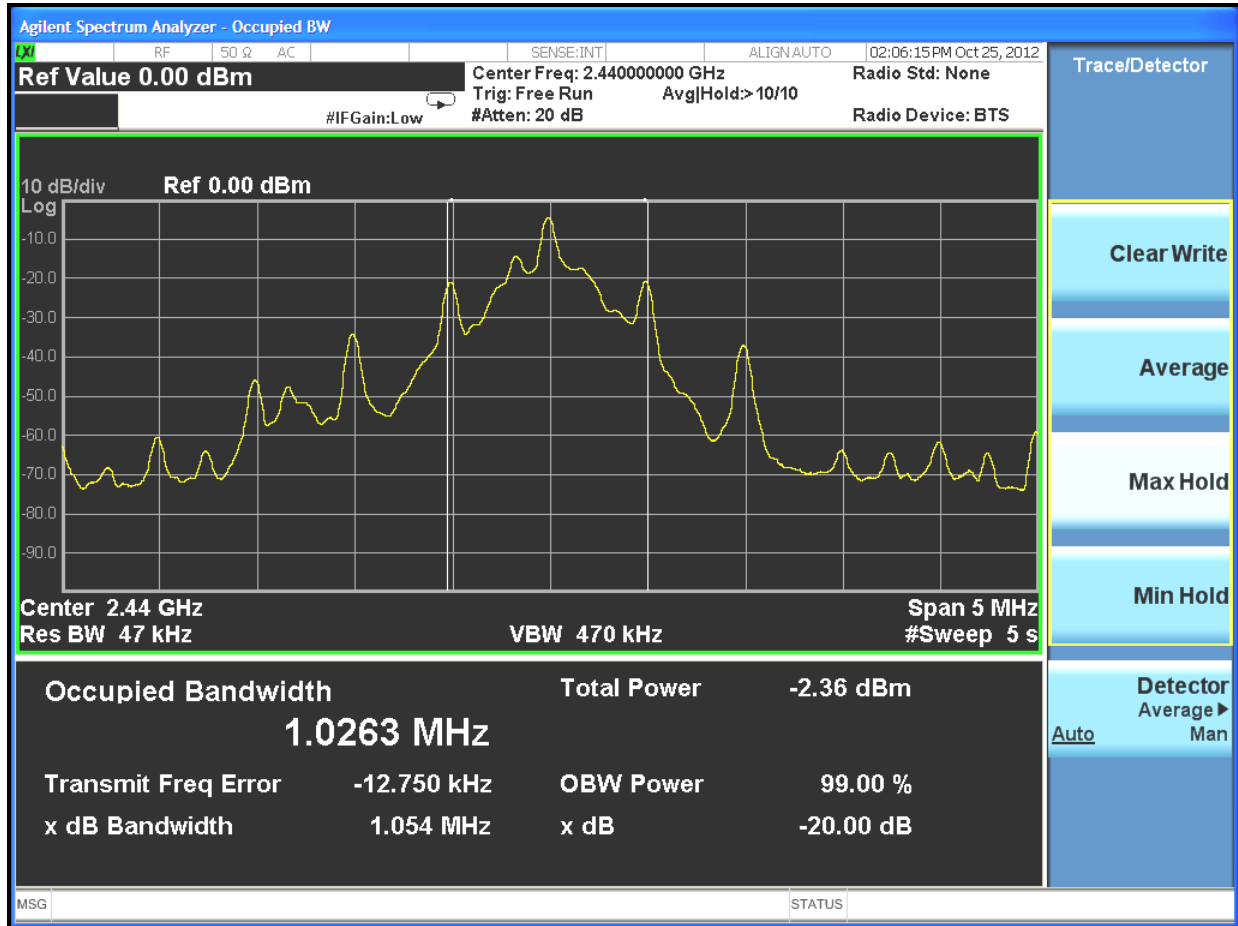 Agilent Spectrum Analyzer - Occupied BW
LXI RF 50 Ω AC SENSE:INT ALIGN AUTO 02:06:15 PM Oct 25, 2012
Ref Value 0.00 dBm
Center Freq: 2.440000000 GHz
Radio Std: None
Trig: Free Run Avg|Hold:> 10/10
#IFGain:Low
#Atten: 20 dB
Radio Device: BTS
10 dB/div Ref 0.00 dBm
Log
-10.0
-20.0
-30.0
-40.0
-50.0
-60.0
-70.0
-80.0
-90.0
Center 2.44 GHz Span 5 MHz
Res BW 47 kHz VBW 470 kHz #Sweep 5 s
Occupied Bandwidth Total Power -2.36 dBm
1.0263 MHz
Transmit Freq Error -12.750 kHz OBW Power 99.00 %
x dB Bandwidth 1.054 MHz x dB -20.00 dB
MSG STATUS
Trace/Detector
Clear Write
Average
Max Hold
Min Hold
Detector
Average
Auto Man